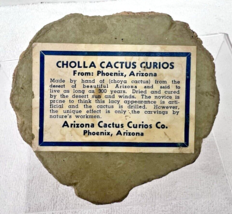 CHOLLA CACTUS CURIOS
From: Phoenix, Arizona
Made by hand of (choya cactus) from the
desert of beautiful Arizona and said to
live as long as 300 years. Dried and cured
by the desert sun and winds. The novice is
prone to think this lacy appearance is arti-
ficial and the cactus is drilled. However,
the unique effect is only the carvings by
nature's workmen.
Arizona Cactus Curios Co.
Phoenix, Arizona